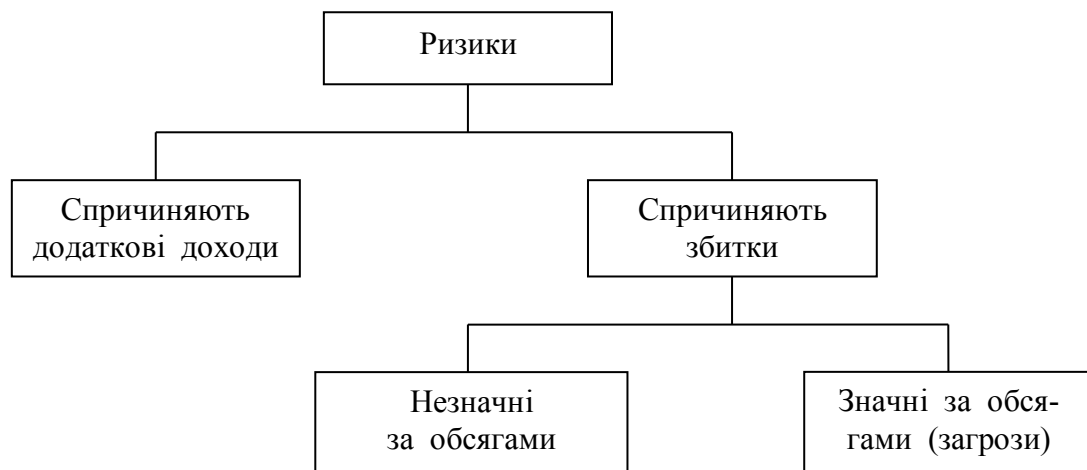 Ризики
Спричиняють
додаткові доходи
Спричиняють
збитки
Незначні
за обсягами
Значні за обся-
гами (загрози)